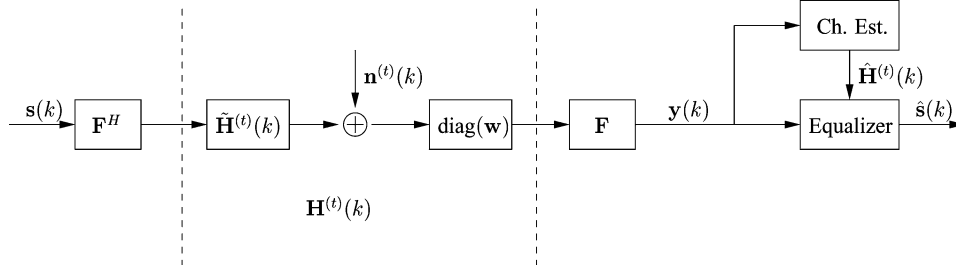 Ch. Est.
n^(t)(k)
Ĥ^(t)(k)
s(k)
F^H
H̃^(t)(k)
diag(w)
F
y(k)
Equalizer
ŝ(k)
H^(t)(k)